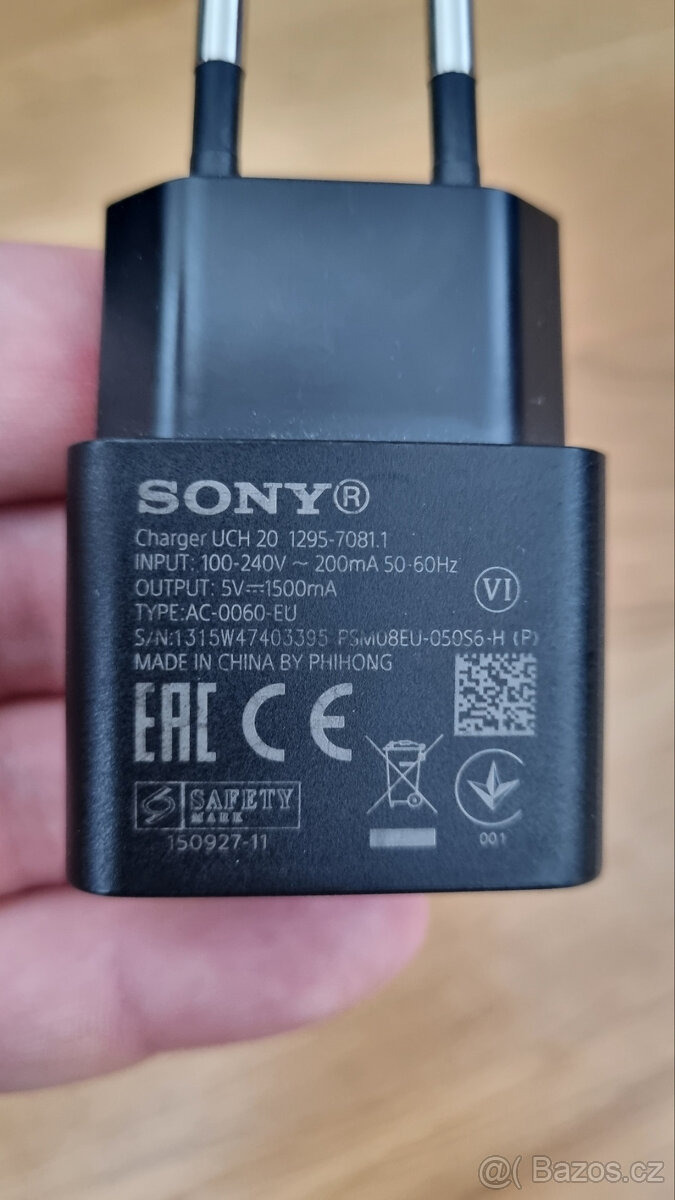 SONY®
Charger UCH 20 1295-7081.1
INPUT: 100-240V ~ 200mA 50-60Hz
OUTPUT: 5V⎓1500mA
VI
TYPE:AC-0060-EU
S/N:1315W47403395 PSM08EU-050S6-H (P)
MADE IN CHINA BY PHIHONG
EAC CE
SAFETY
MARK
150927-11
001
@( Bazos.cz